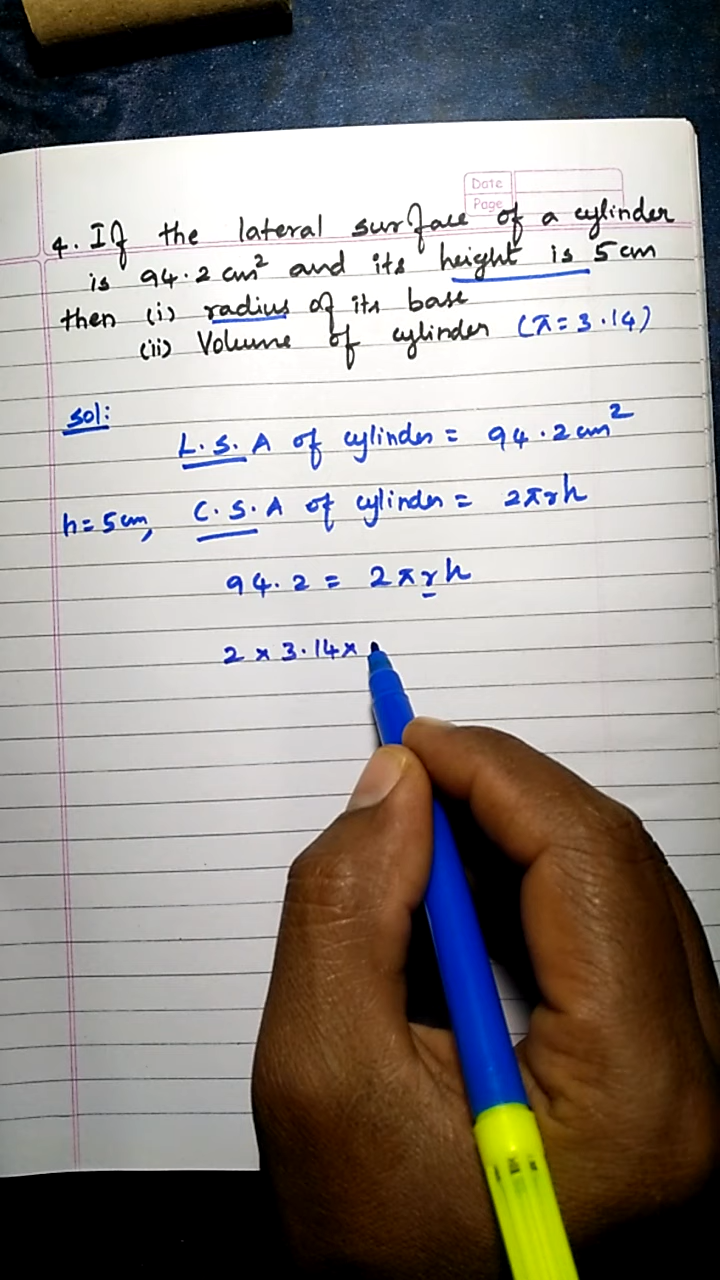 Date
Page
4. If the lateral surface of a cylinder
is 94.2 cm² and its height is 5 cm
then (i) radius of its base
(ii) Volume of cylinder (π = 3.14)
Sol:
L.S.A of cylinder = 94.2 cm²
h = 5 cm, C.S.A of cylinder = 2πrh
94.2 = 2πrh
2 × 3.14 ×